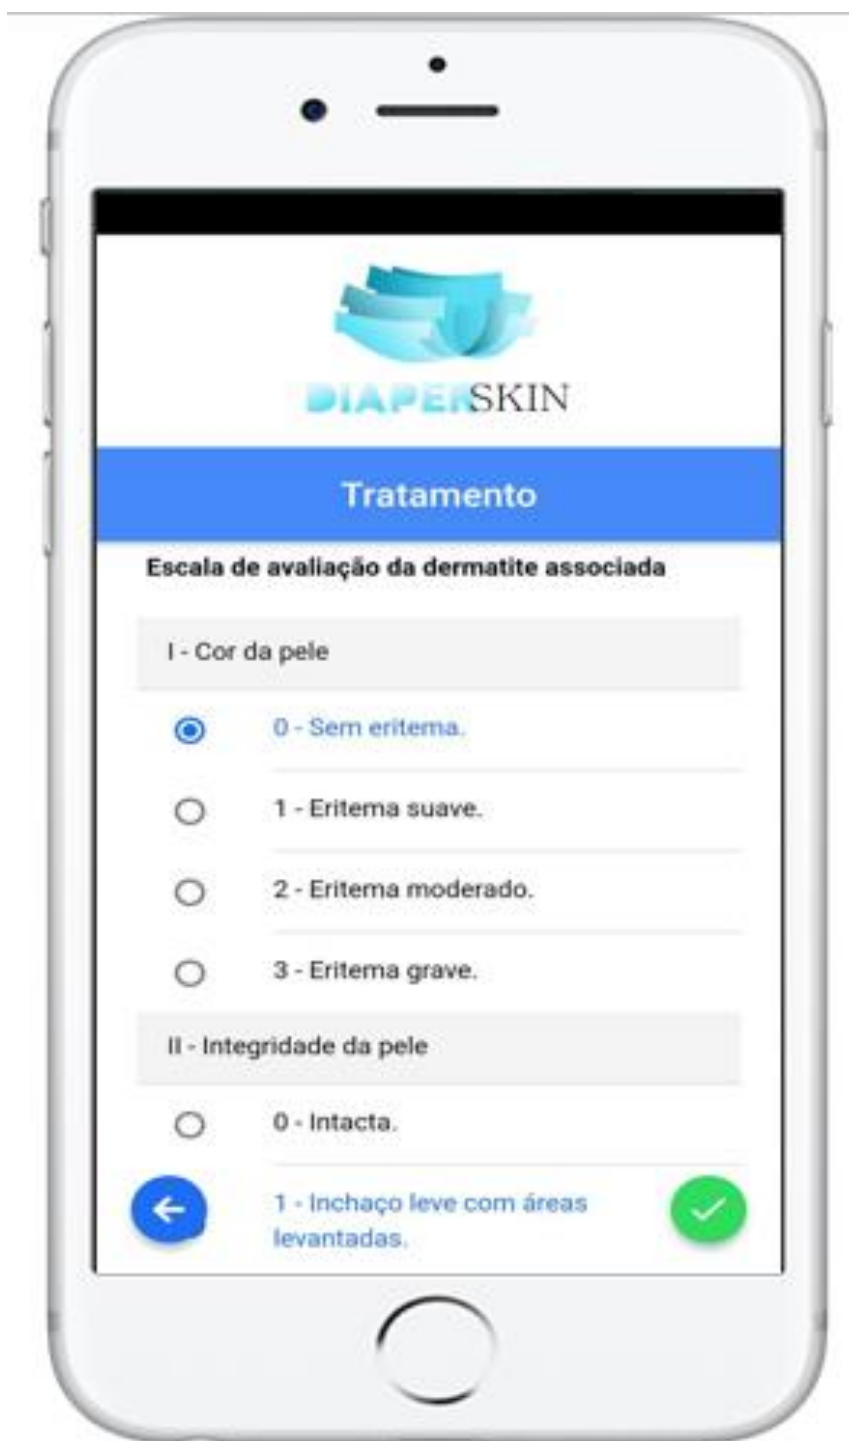 DIAPERSKIN
Tratamento
Escala de avaliação da dermatite associada
I - Cor da pele
0 - Sem eritema.
1 - Eritema suave.
2 - Eritema moderado.
3 - Eritema grave.
II - Integridade da pele
0 - Intacta.
1 - Inchaço leve com áreas
levantadas.